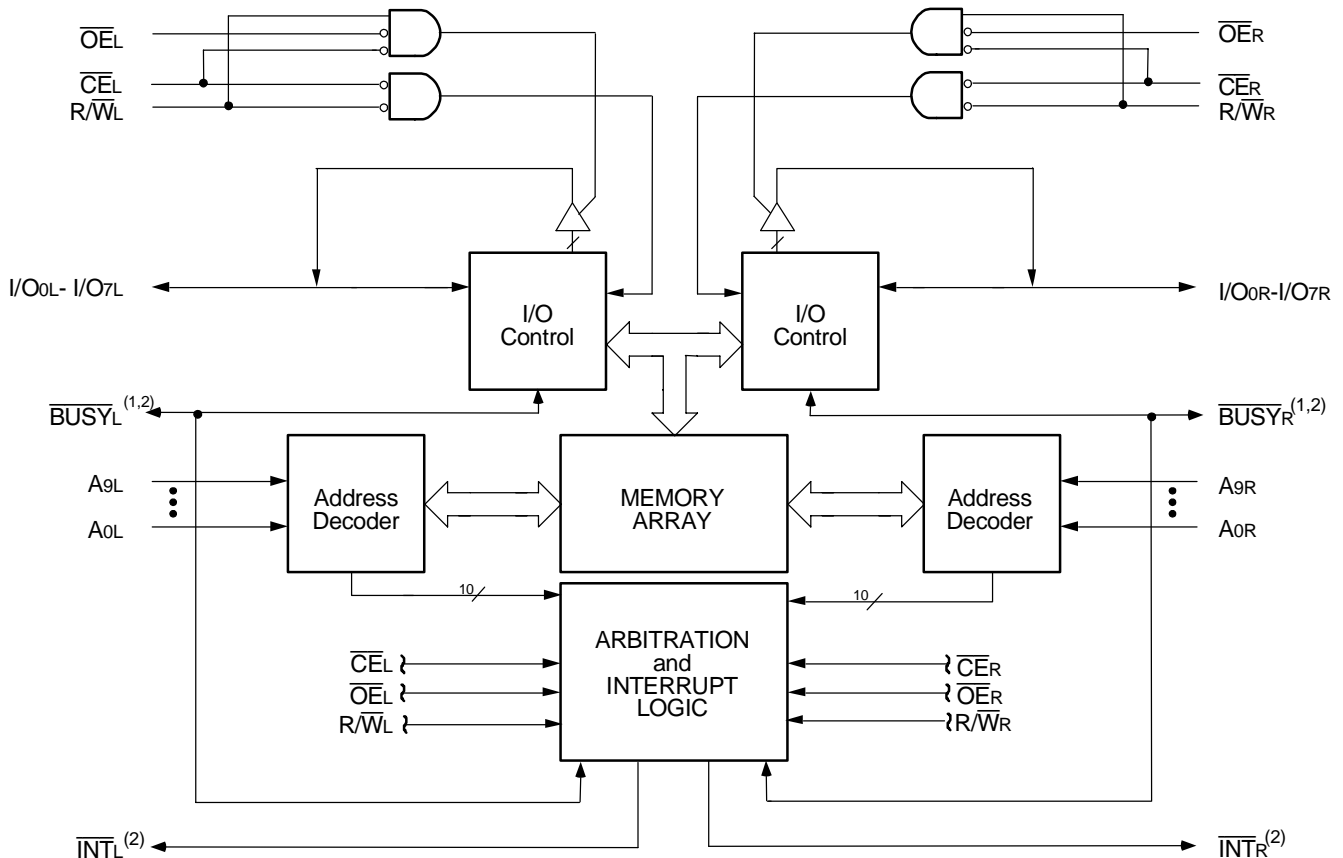 OEL
OER
CEL
CER
R/WL
R/WR
I/O0L- I/O7L
I/O
Control
I/O
Control
I/O0R-I/O7R
BUSYL(1,2)
BUSYR(1,2)
A9L
A0L
Address
Decoder
MEMORY
ARRAY
Address
Decoder
A9R
A0R
10
10
ARBITRATION
and
INTERRUPT
LOGIC
CEL
OEL
R/WL
CER
OER
R/WR
INTL(2)
INTR(2)